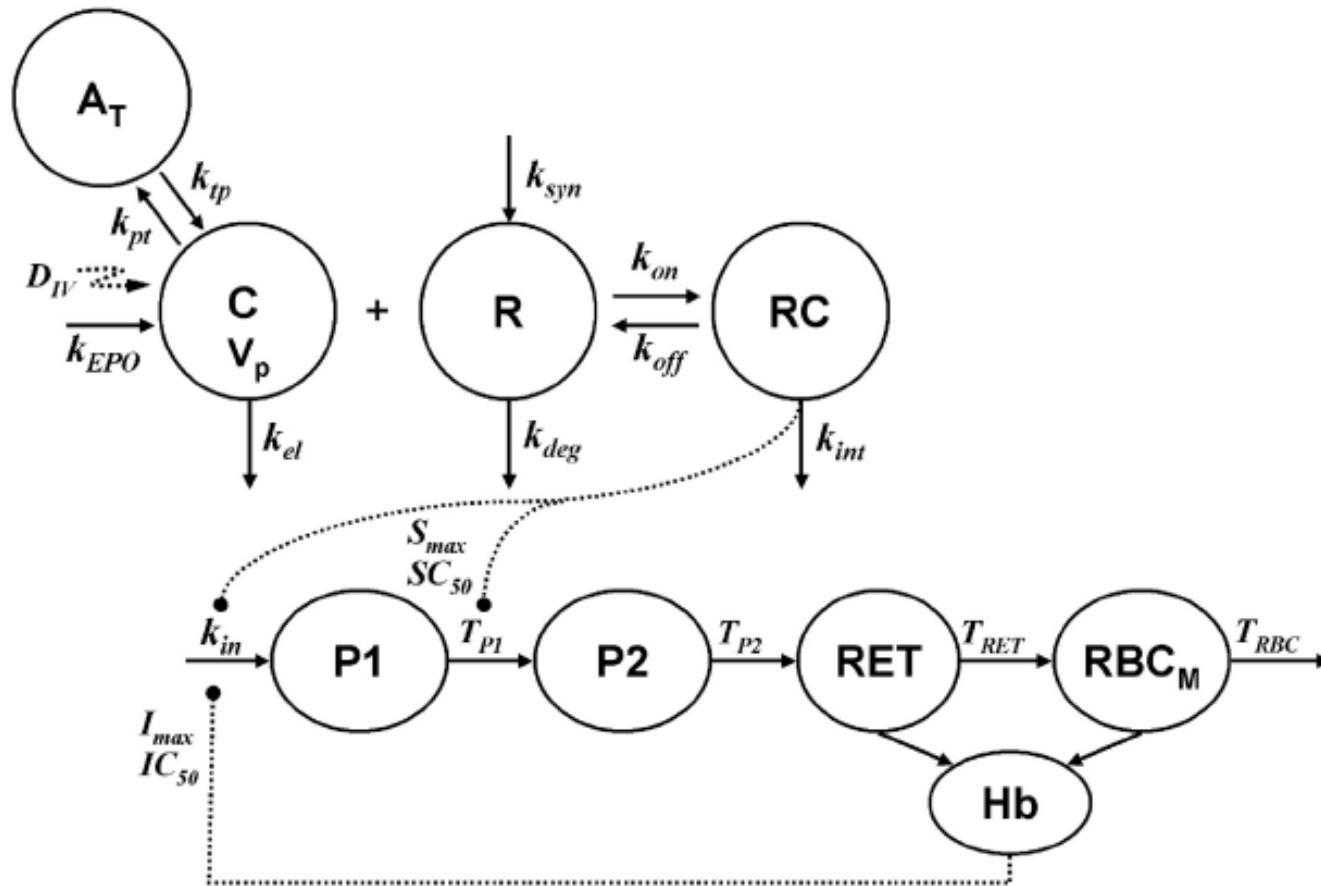 A_T
k_tp
k_pt
k_syn
D_IV
k_EPO
C
V_p
+
R
k_on
k_off
RC
k_el
k_deg
k_int
S_max
SC_50
k_in
P1
T_P1
P2
T_P2
RET
T_RET
RBC_M
T_RBC
I_max
IC_50
Hb